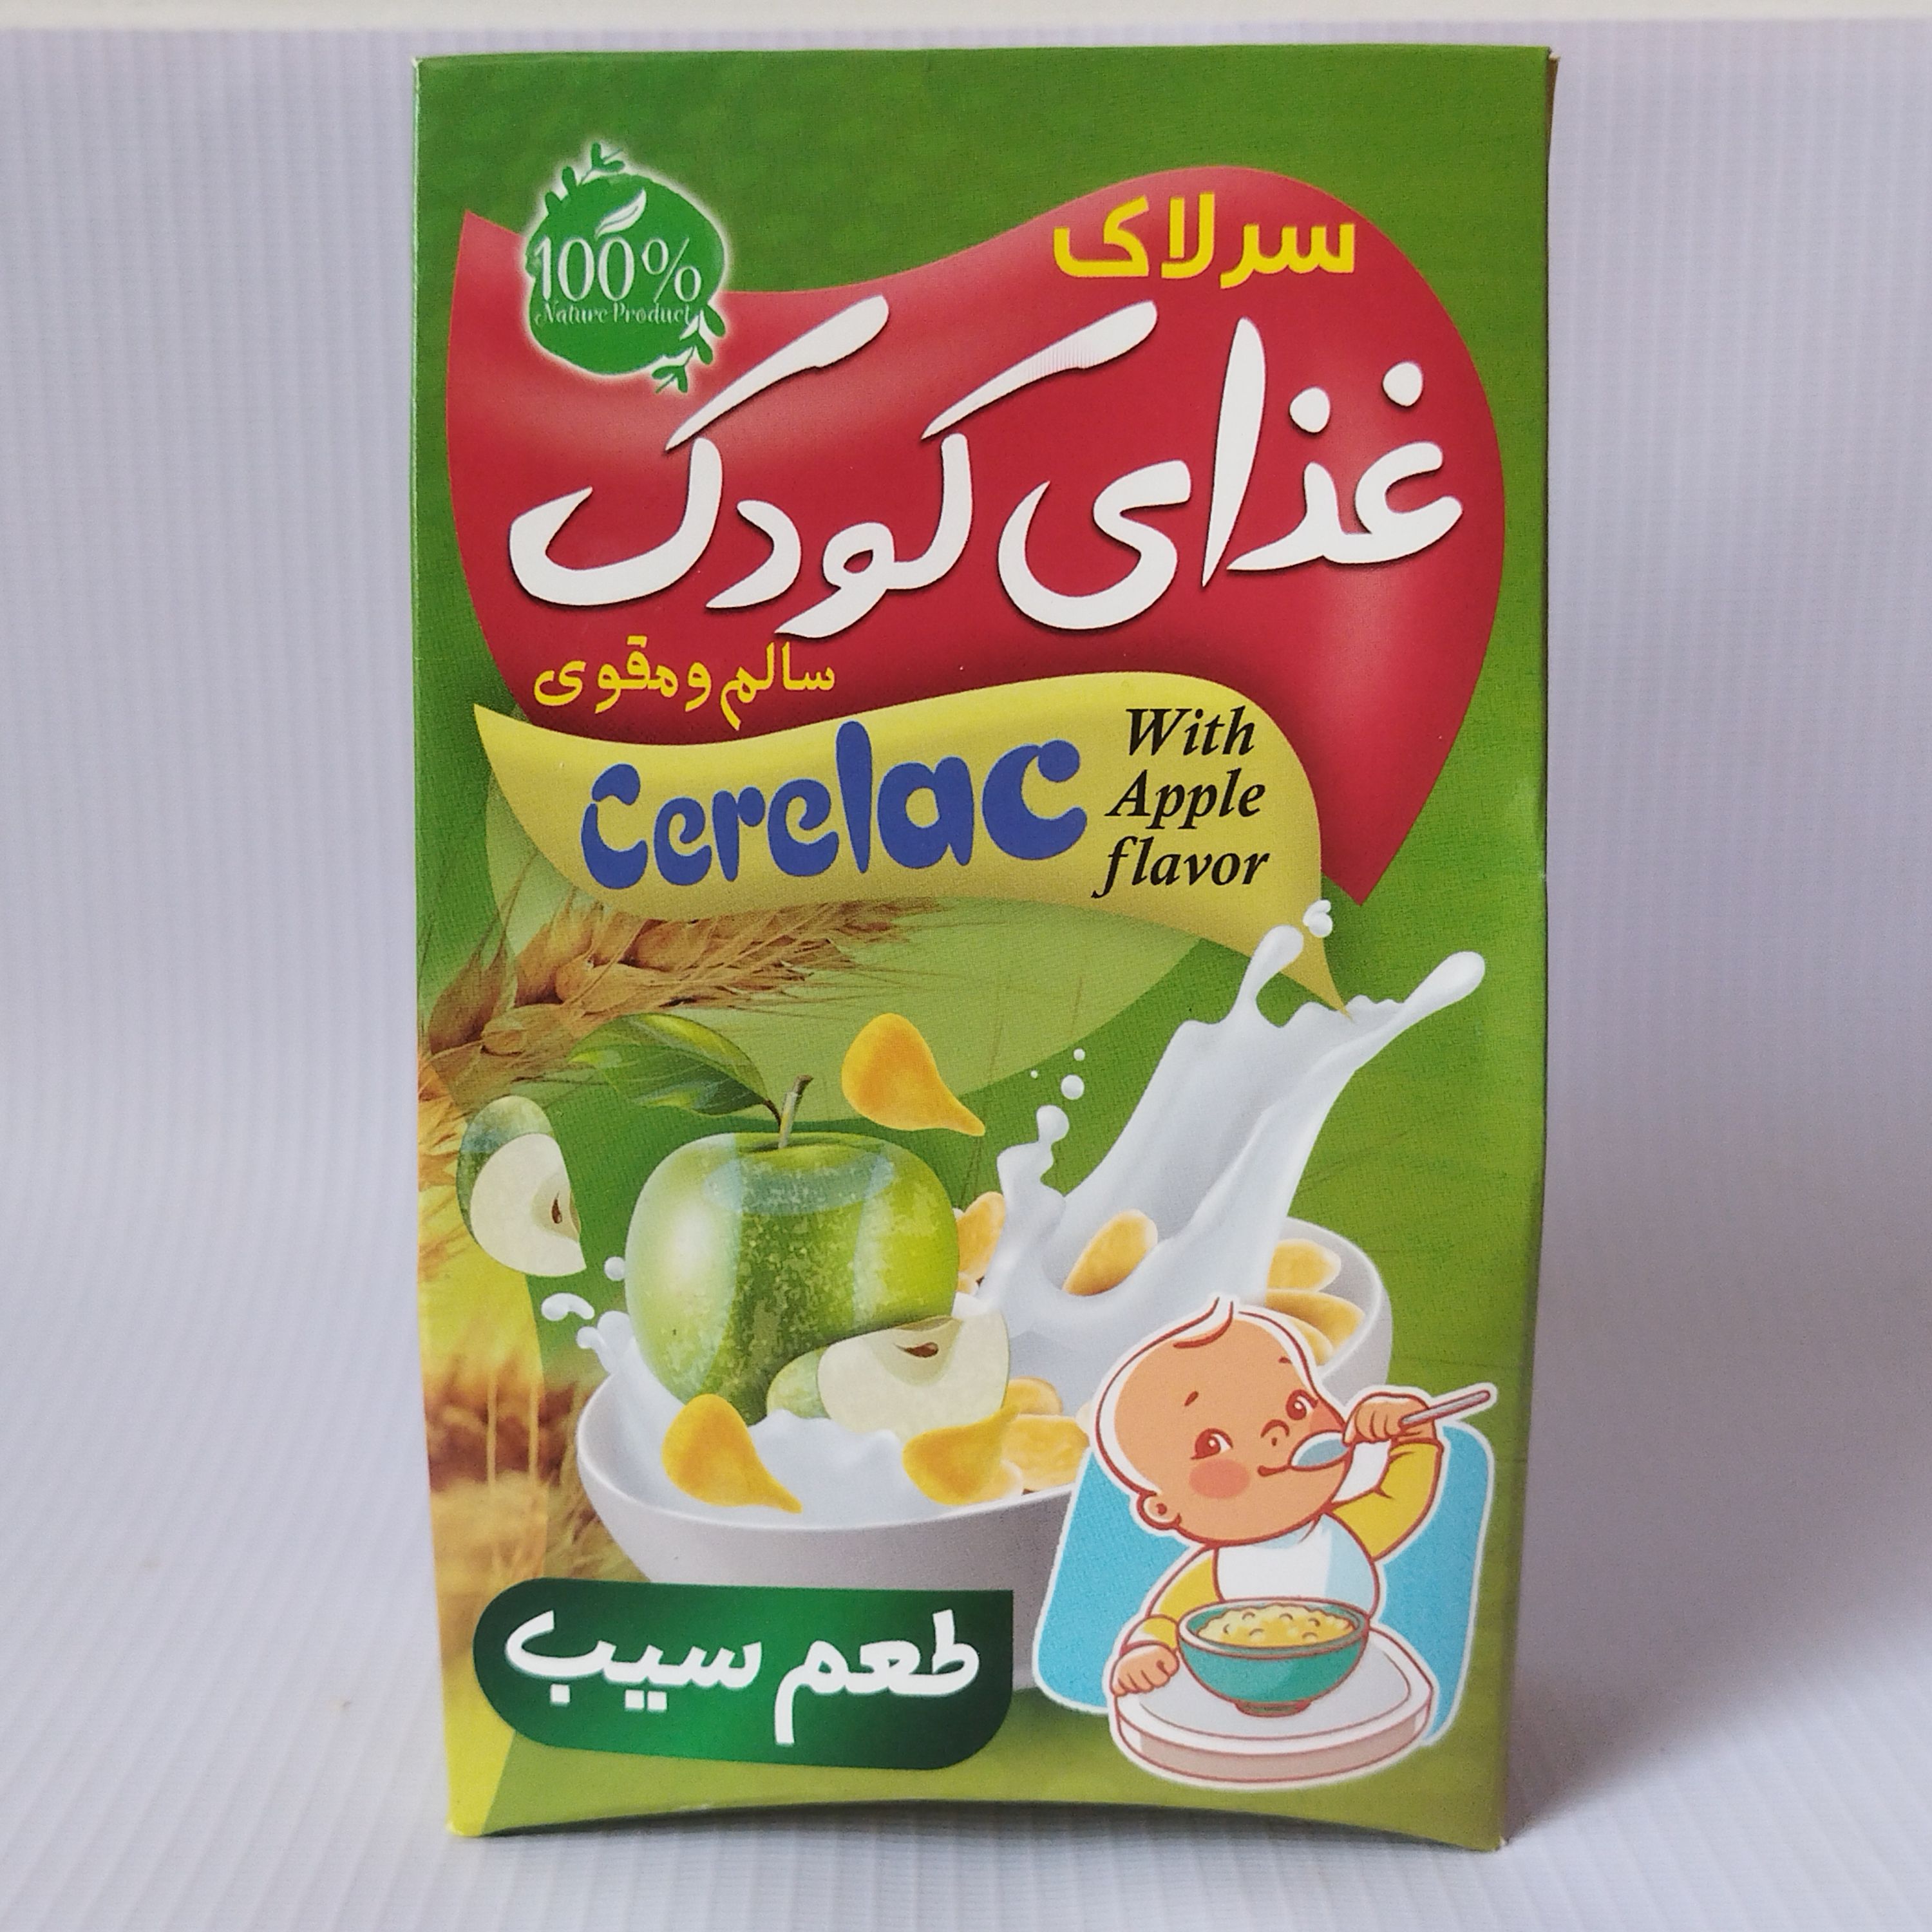 100%
Nature Product
سرلاک
غذای کودک
سالم و مقوی
Cerelac
With
Apple
flavor
طعم سیب